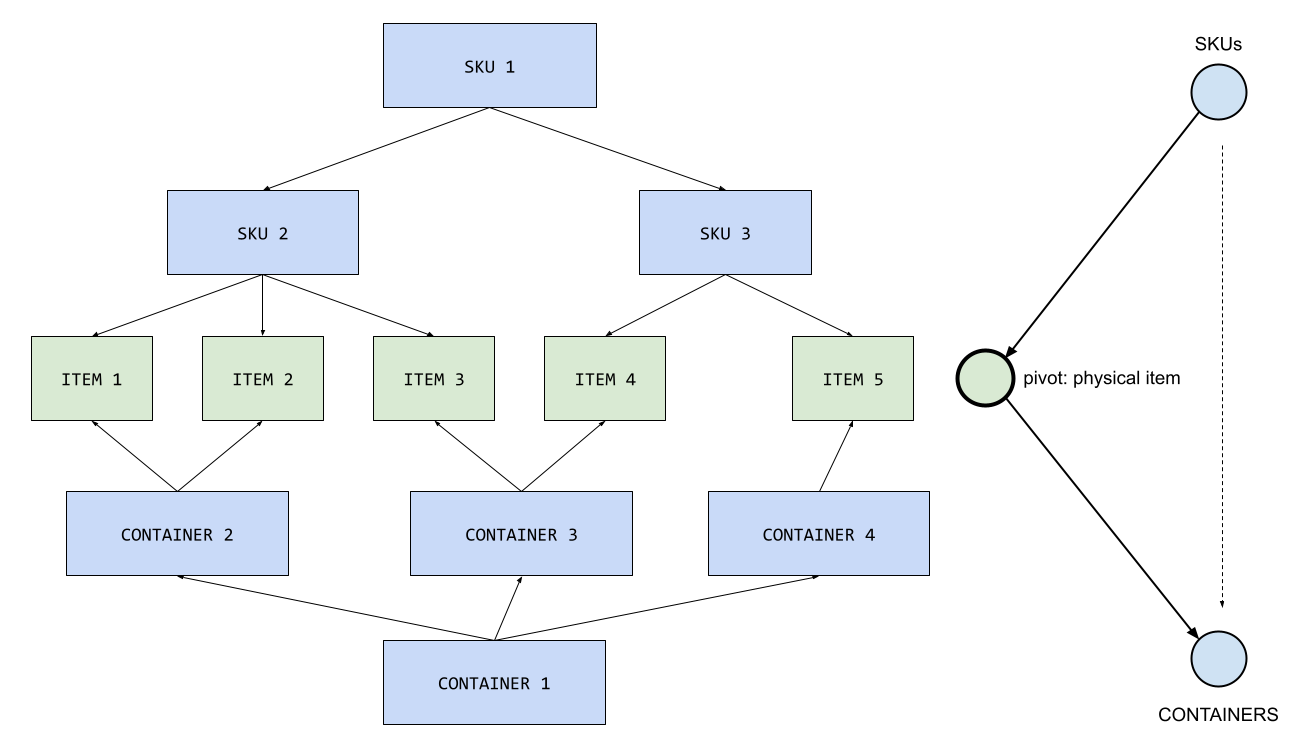 SKU 1
SKUs
SKU 2
SKU 3
ITEM 1
ITEM 2
ITEM 3
ITEM 4
ITEM 5
pivot: physical item
CONTAINER 2
CONTAINER 3
CONTAINER 4
CONTAINER 1
CONTAINERS